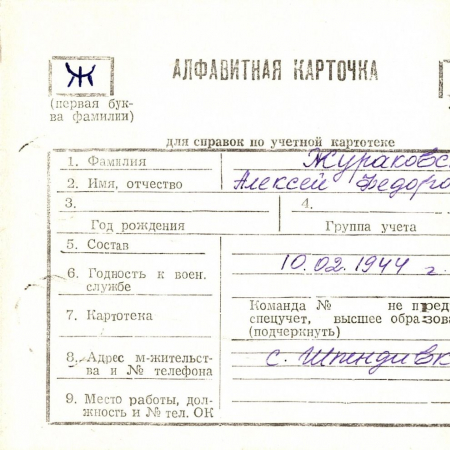 Ж
АЛФАВИТНАЯ КАРТОЧКА
(первая бук-
ва фамилии)
для справок по учетной картотеке
1. Фамилия Жураковс
2. Имя, отчество Алексей Федоро
3. 4.
Год рождения Группа учета
5. Состав
6. Годность к воен.
службе
10.02.1944 г.
7. Картотека
Команда № не пред
спецучет, высшее образова
(подчеркнуть)
8. Адрес м-жительст-
ва и № телефона
с. Шпендивк
9. Место работы, дол-
жность и № тел. ОК